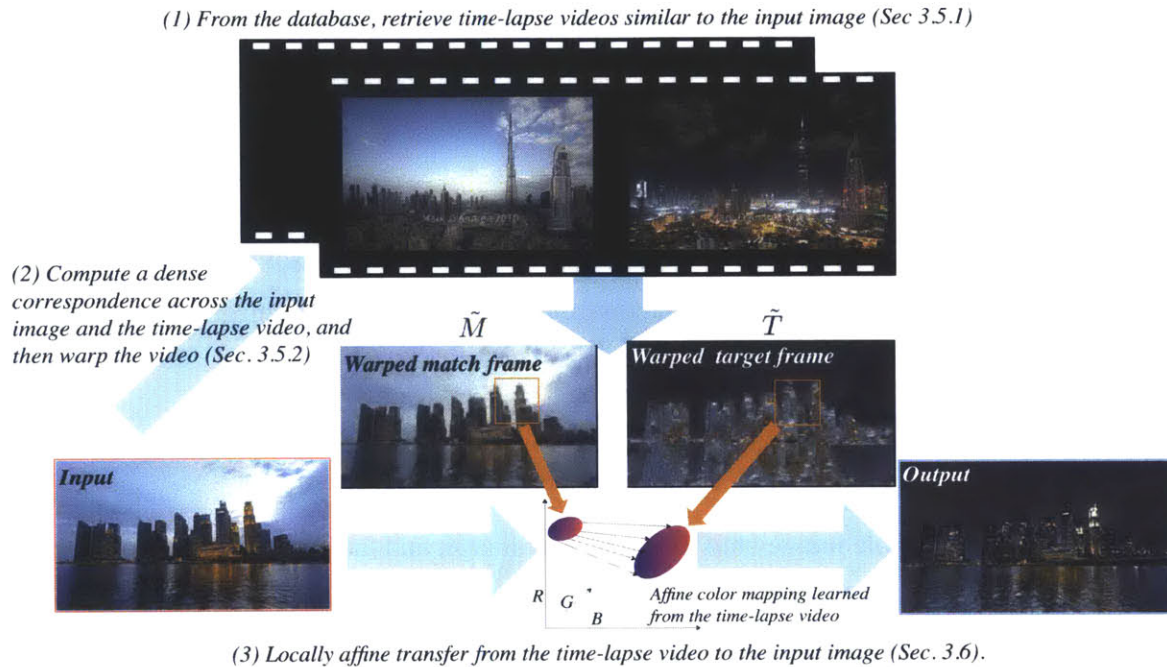 (1) From the database, retrieve time-lapse videos similar to the input image (Sec 3.5.1)
(2) Compute a dense
correspondence across the input
image and the time-lapse video, and
then warp the video (Sec. 3.5.2)
M̃
T̃
Warped match frame
Warped target frame
Input
Output
R
G
B
Affine color mapping learned
from the time-lapse video
(3) Locally affine transfer from the time-lapse video to the input image (Sec. 3.6).